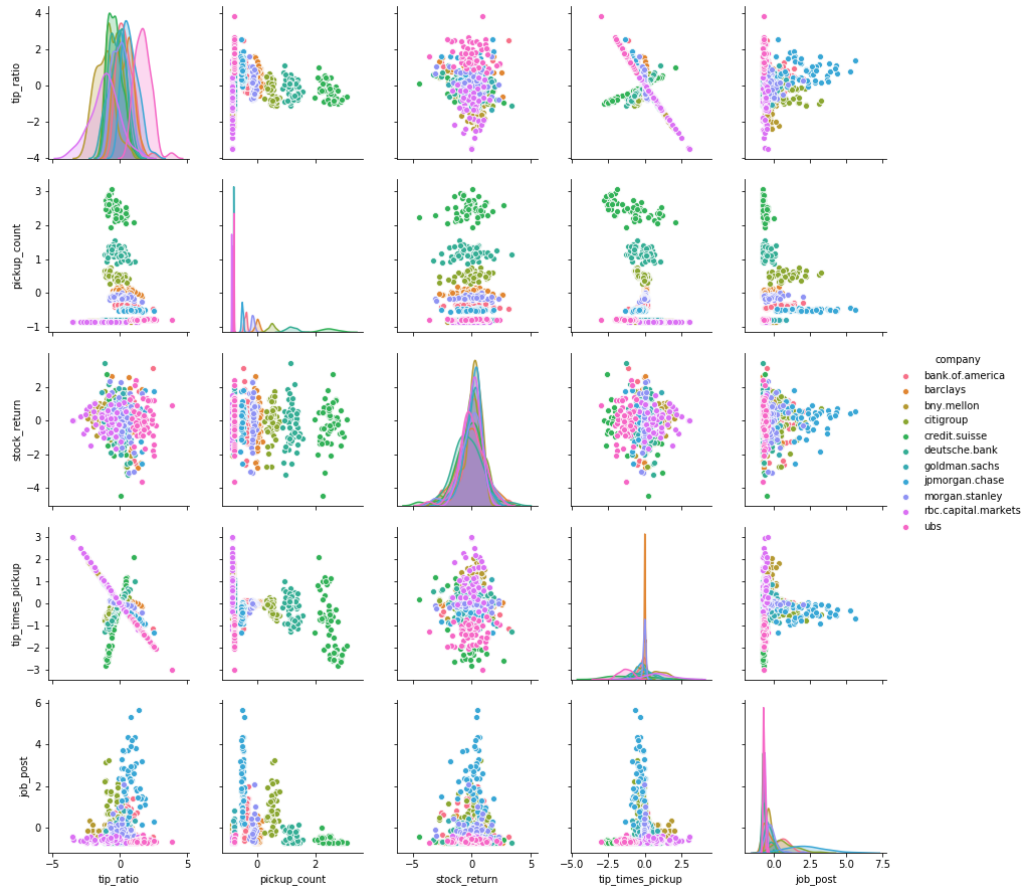 tip_ratio
4
2
0
−2
−4
pickup_count
3
2
1
0
−1
stock_return
2
0
−2
−4
company
bank.of.america
barclays
bny.mellon
citigroup
credit.suisse
deutsche.bank
goldman.sachs
jpmorgan.chase
morgan.stanley
rbc.capital.markets
ubs
tip_times_pickup
3
2
1
0
−1
−2
−3
job_post
6
4
2
0
−5 0 5
0 2
−5 0 5
−5.0 −2.5 0.0 2.5
0.0 2.5 5.0 7.5
tip_ratio pickup_count stock_return tip_times_pickup job_post